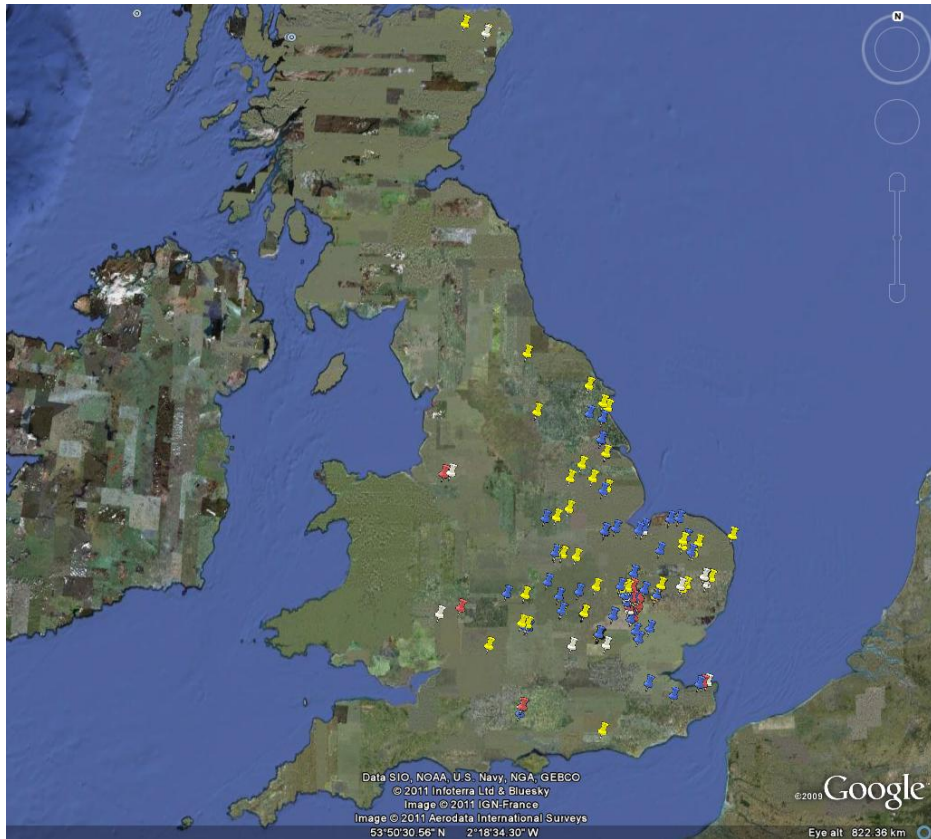 N
Data SIO, NOAA, U.S. Navy, NGA, GEBCO
© 2011 Infoterra Ltd & Bluesky
Image © 2011 IGN-France
Image © 2011 Aerodata International Surveys
©2009 Google
53°50'30.56" N 2°18'34.30" W
Eye alt 822.36 km